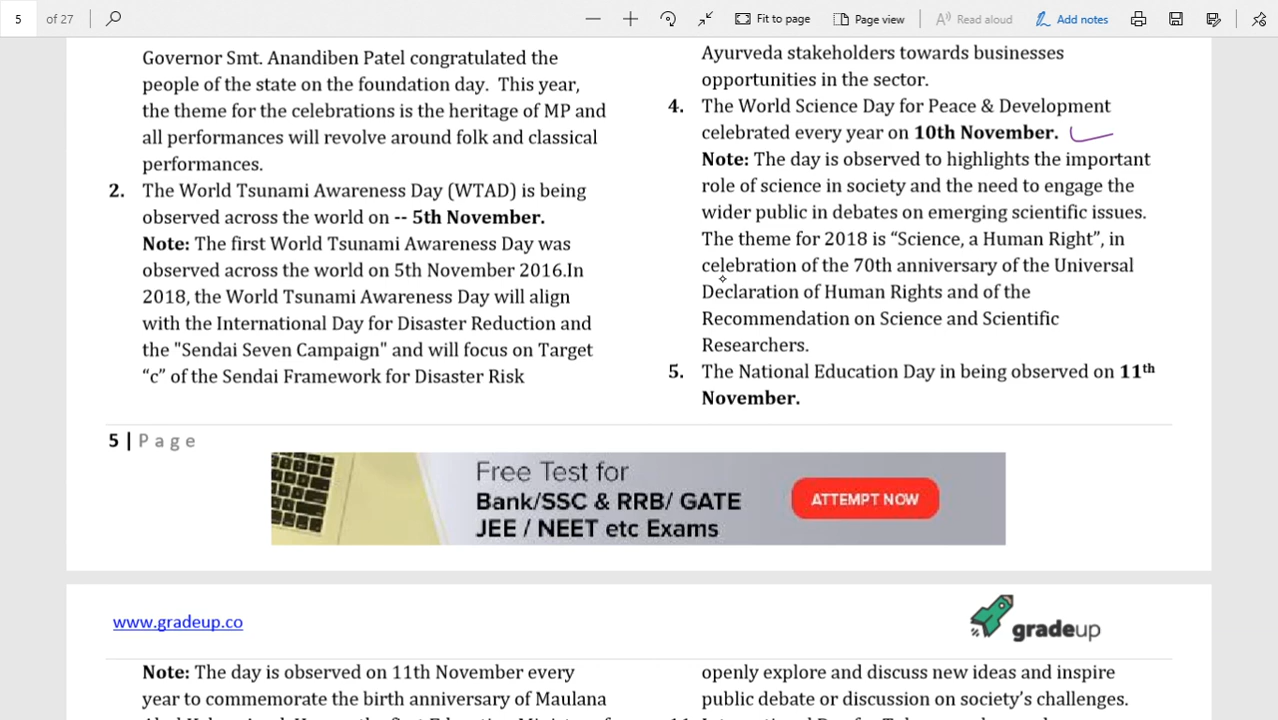 5 of 27 Fit to page Page view Read aloud Add notes
Governor Smt. Anandiben Patel congratulated the
people of the state on the foundation day. This year,
the theme for the celebrations is the heritage of MP and
all performances will revolve around folk and classical
performances.
2. The World Tsunami Awareness Day (WTAD) is being
observed across the world on -- 5th November.
Note: The first World Tsunami Awareness Day was
observed across the world on 5th November 2016.In
2018, the World Tsunami Awareness Day will align
with the International Day for Disaster Reduction and
the "Sendai Seven Campaign" and will focus on Target
“c” of the Sendai Framework for Disaster Risk
Ayurveda stakeholders towards businesses
opportunities in the sector.
4. The World Science Day for Peace & Development
celebrated every year on 10th November.
Note: The day is observed to highlights the important
role of science in society and the need to engage the
wider public in debates on emerging scientific issues.
The theme for 2018 is “Science, a Human Right”, in
celebration of the 70th anniversary of the Universal
Declaration of Human Rights and of the
Recommendation on Science and Scientific
Researchers.
5. The National Education Day in being observed on 11th
November.
5 | Page
Free Test for
Bank/SSC & RRB/ GATE
JEE / NEET etc Exams
ATTEMPT NOW
www.gradeup.co
gradeup
Note: The day is observed on 11th November every
year to commemorate the birth anniversary of Maulana
openly explore and discuss new ideas and inspire
public debate or discussion on society’s challenges.